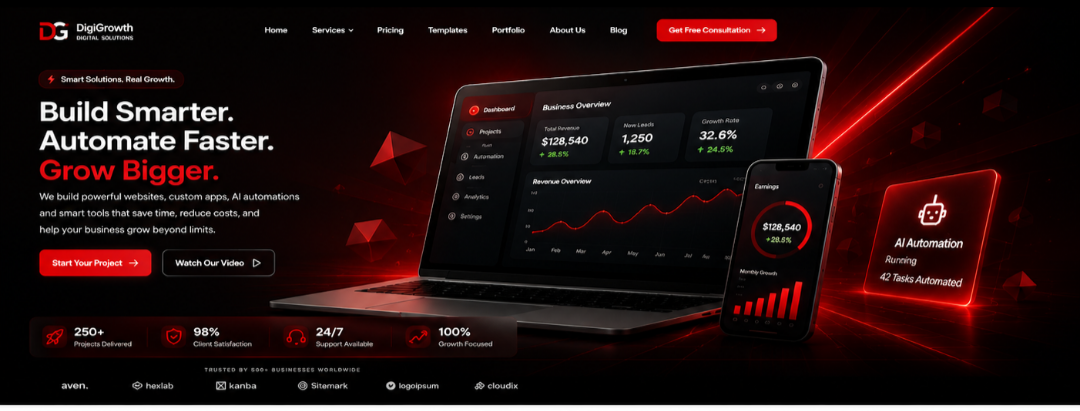 DG DigiGrowth
DIGITAL SOLUTIONS
Home Services Pricing Templates Portfolio About Us Blog Get Free Consultation →
Smart Solutions. Real Growth.
Build Smarter.
Automate Faster.
Grow Bigger.
We build powerful websites, custom apps, AI automations
and smart tools that save time, reduce costs, and
help your business grow beyond limits.
Start Your Project → Watch Our Video
250+
Projects Delivered
98%
Client Satisfaction
24/7
Support Available
100%
Growth Focused
TRUSTED BY 500+ BUSINESSES WORLDWIDE
aven. hexlab kanba Sitemark logoipsum cloudix
Dashboard
Projects
Automation
Leads
Analytics
Settings
Business Overview
Total Revenue
$128,540
+ 28.5%
New Leads
1,250
+ 18.7%
Growth Rate
32.6%
+ 24.5%
Revenue Overview
Jan Feb Mar Apr May Jun Jul
Earnings
$128,540
+28.5%
Monthly Growth
AI Automation
Running
42 Tasks Automated